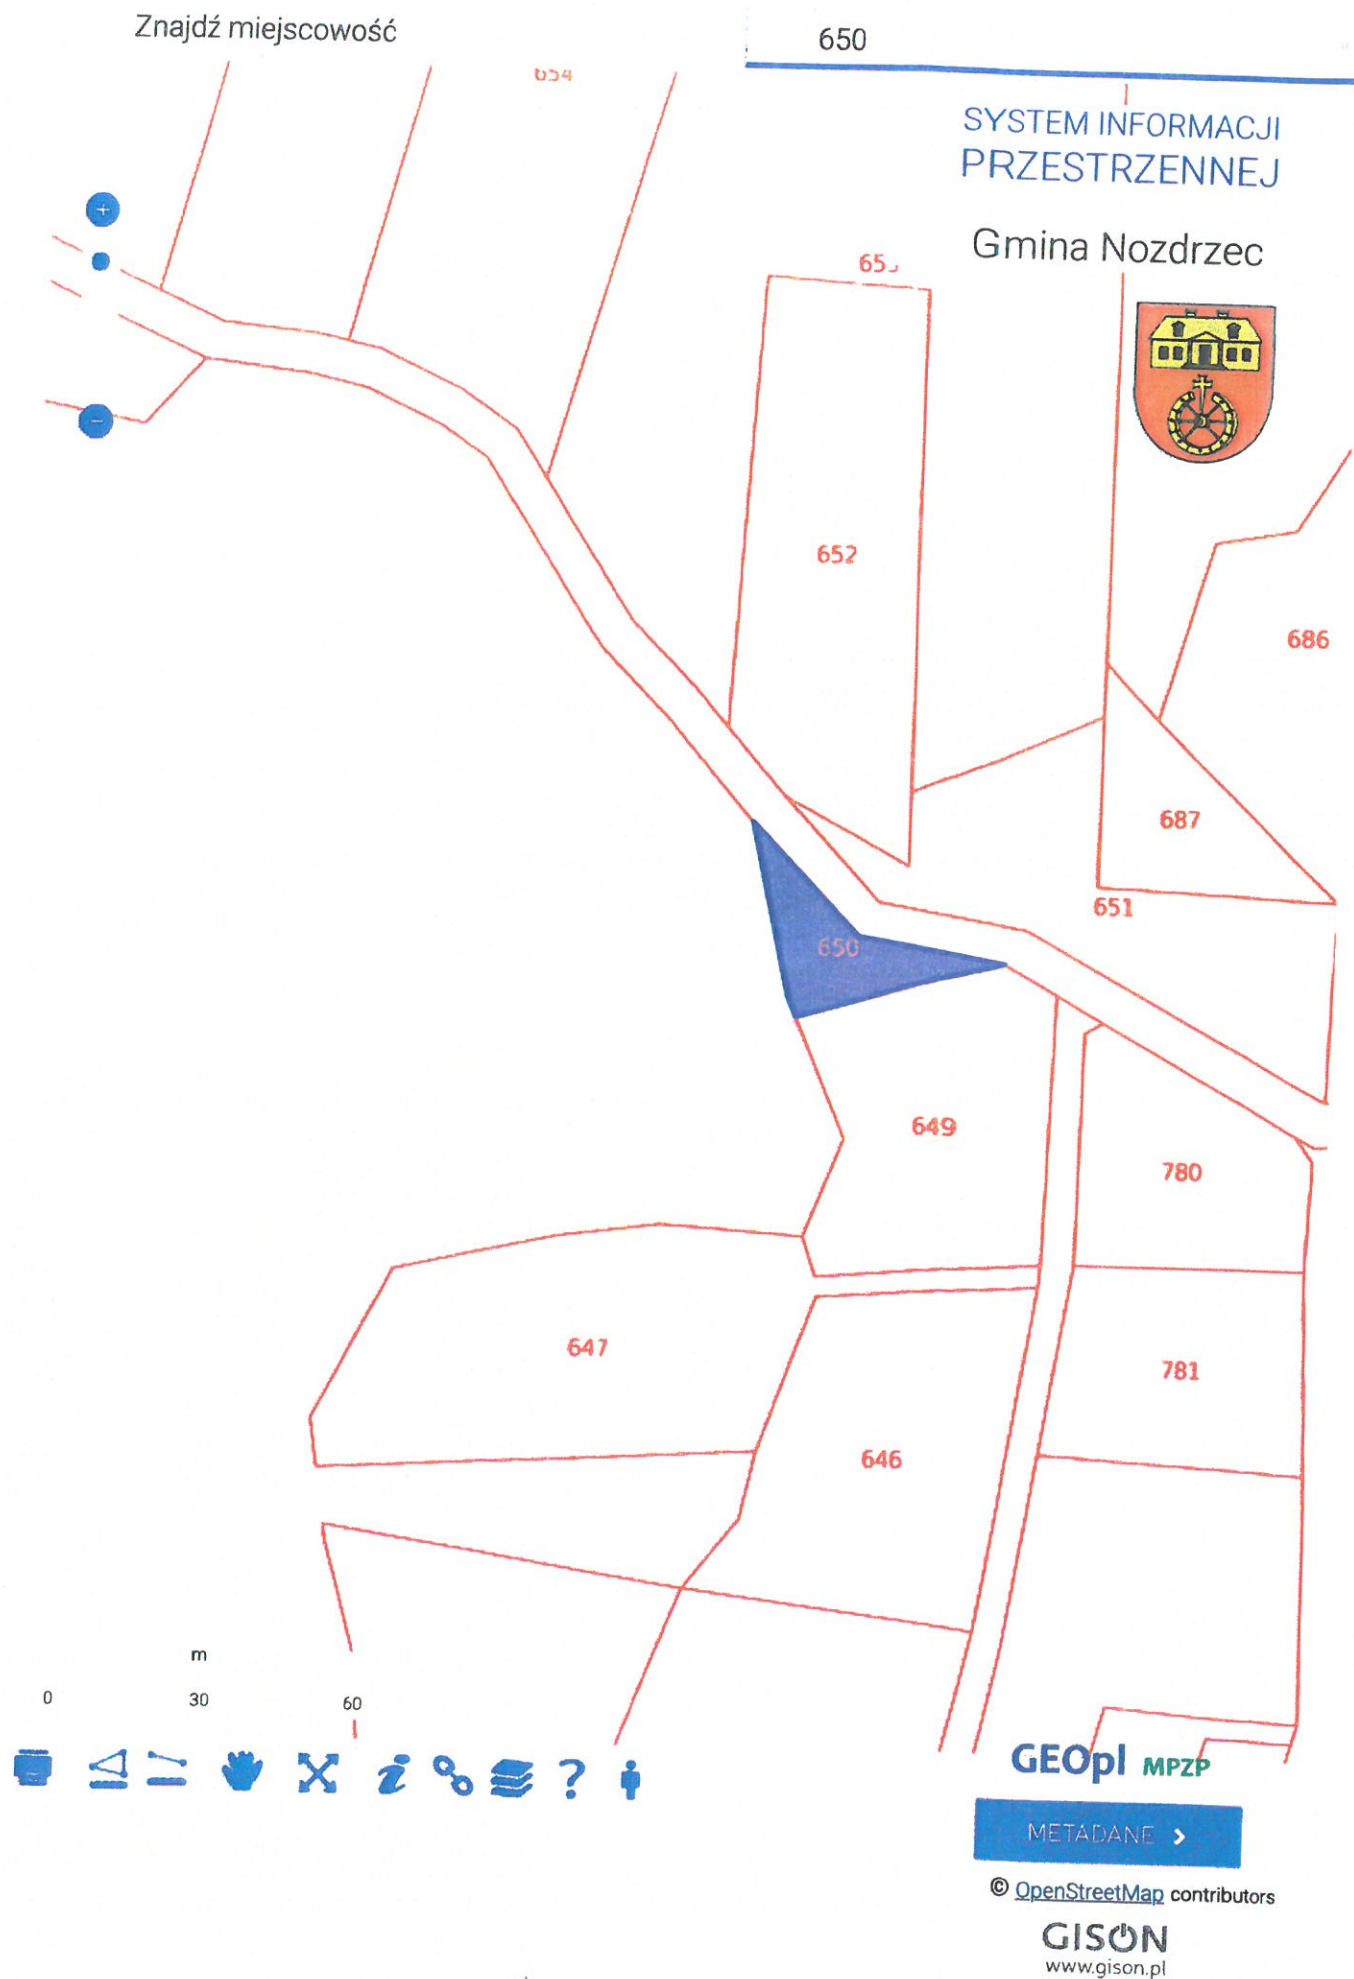 Znajdź miejscowość
650
654
SYSTEM INFORMACJI
PRZESTRZENNEJ
Gmina Nozdrzec
652
686
687
651
650
649
780
647
781
646
m
0 30 60
GEOpl MPZP
METADANE >
© OpenStreetMap contributors
GISON
www.gison.pl